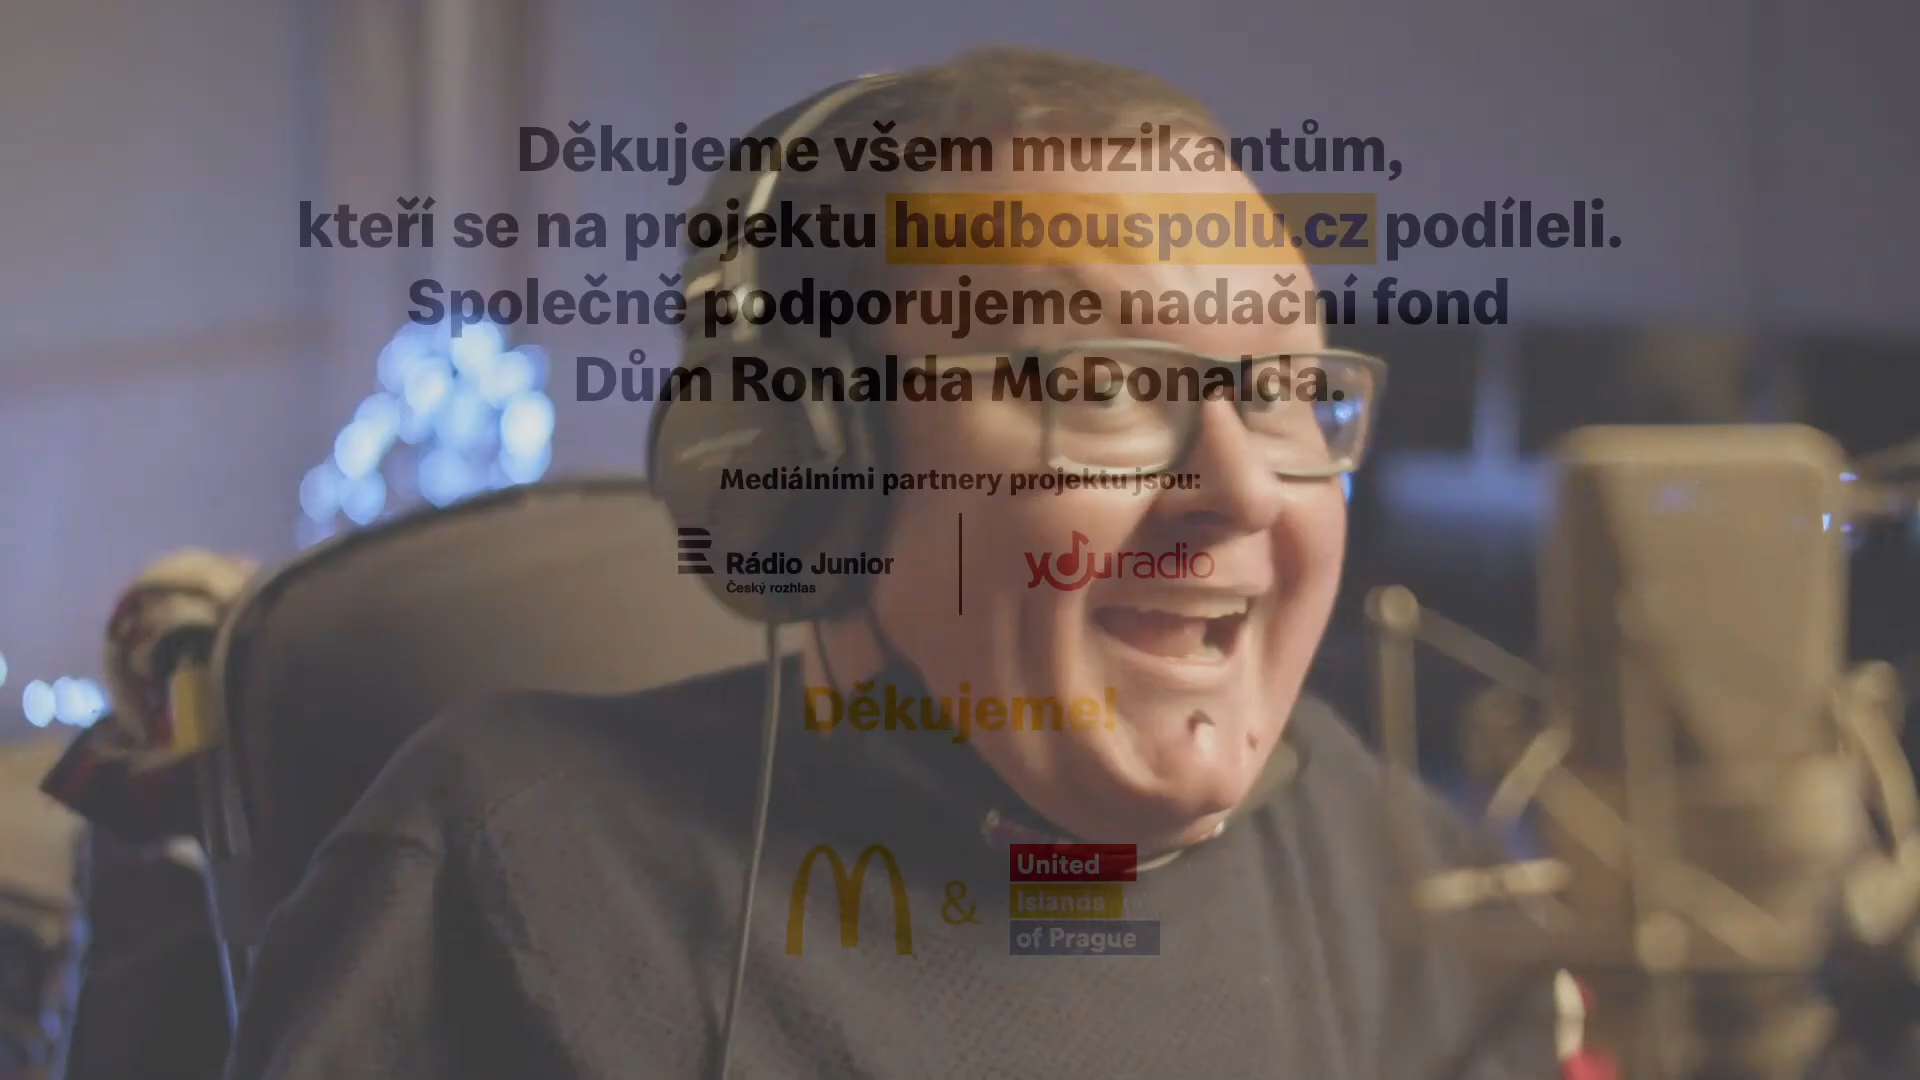 Děkujeme všem muzikantům,
kteří se na projektu hudbouspolu.cz podíleli.
Společně podporujeme nadační fond
Dům Ronalda McDonalda.
Mediálními partnery projektu jsou:
Rádio Junior
Český rozhlas
youradio
Děkujeme!
&
United
Islands
of Prague